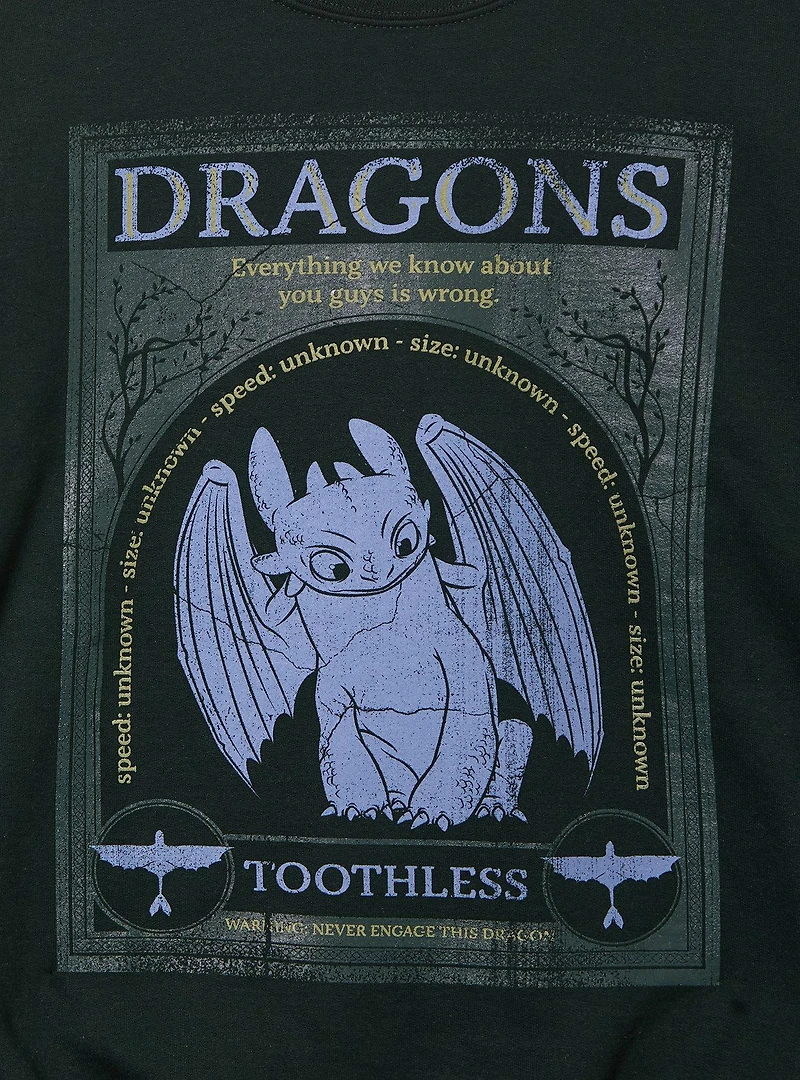 DRAGONS
Everything we know about
you guys is wrong.
speed: unknown - size: unknown - speed: unknown - size: unknown - speed: unknown - size: unknown
TOOTHLESS
WARNING: NEVER ENGAGE THIS DRAGON